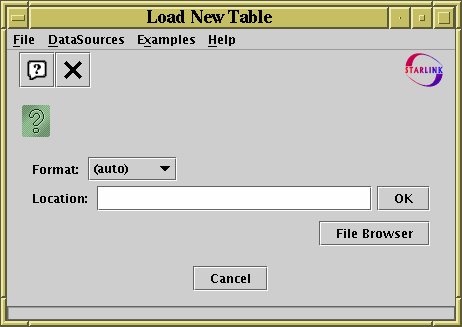 Load New Table
File DataSources Examples Help
STARLINK
Format: (auto)
Location: OK
File Browser
Cancel